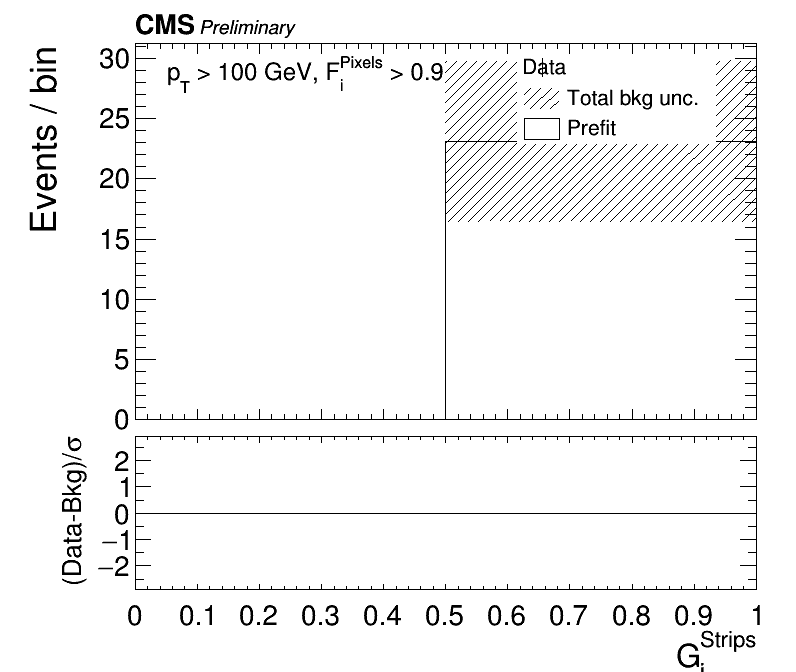 CMS Preliminary
Events / bin
30
25
20
15
10
5
0
p_T > 100 GeV, F_i^Pixels > 0.9
Data
Total bkg unc.
Prefit
(Data-Bkg)/σ
2
1
0
−1
−2
0 0.1 0.2 0.3 0.4 0.5 0.6 0.7 0.8 0.9 1
G_i^Strips